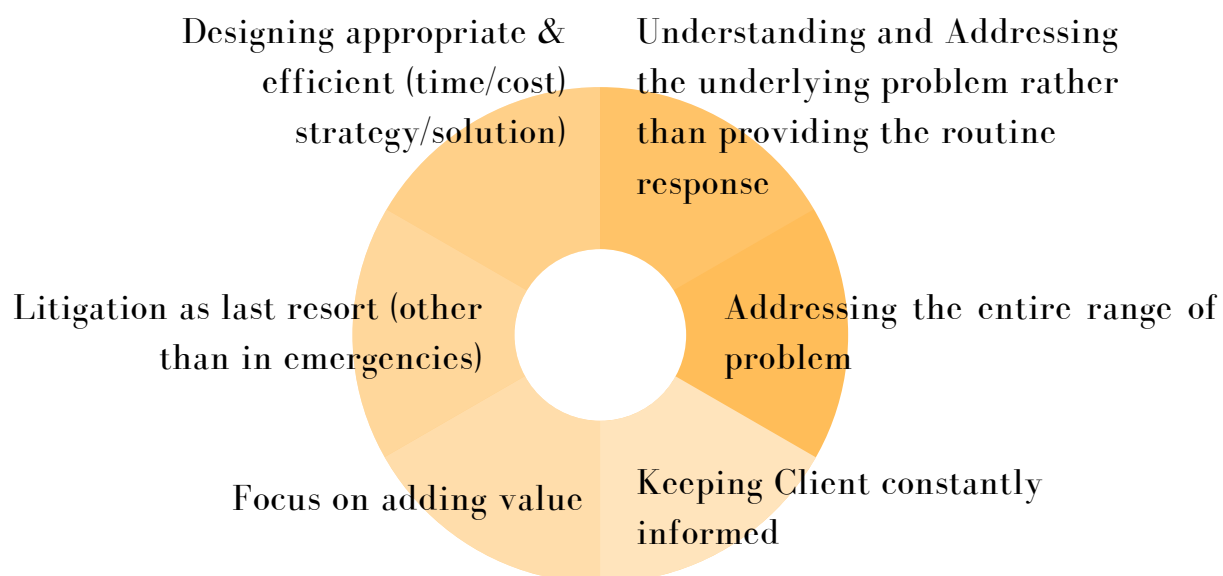 Designing appropriate &
efficient (time/cost)
strategy/solution)
Understanding and Addressing
the underlying problem rather
than providing the routine
response
Litigation as last resort (other
than in emergencies)
Addressing the entire range of
problem
Focus on adding value
Keeping Client constantly
informed